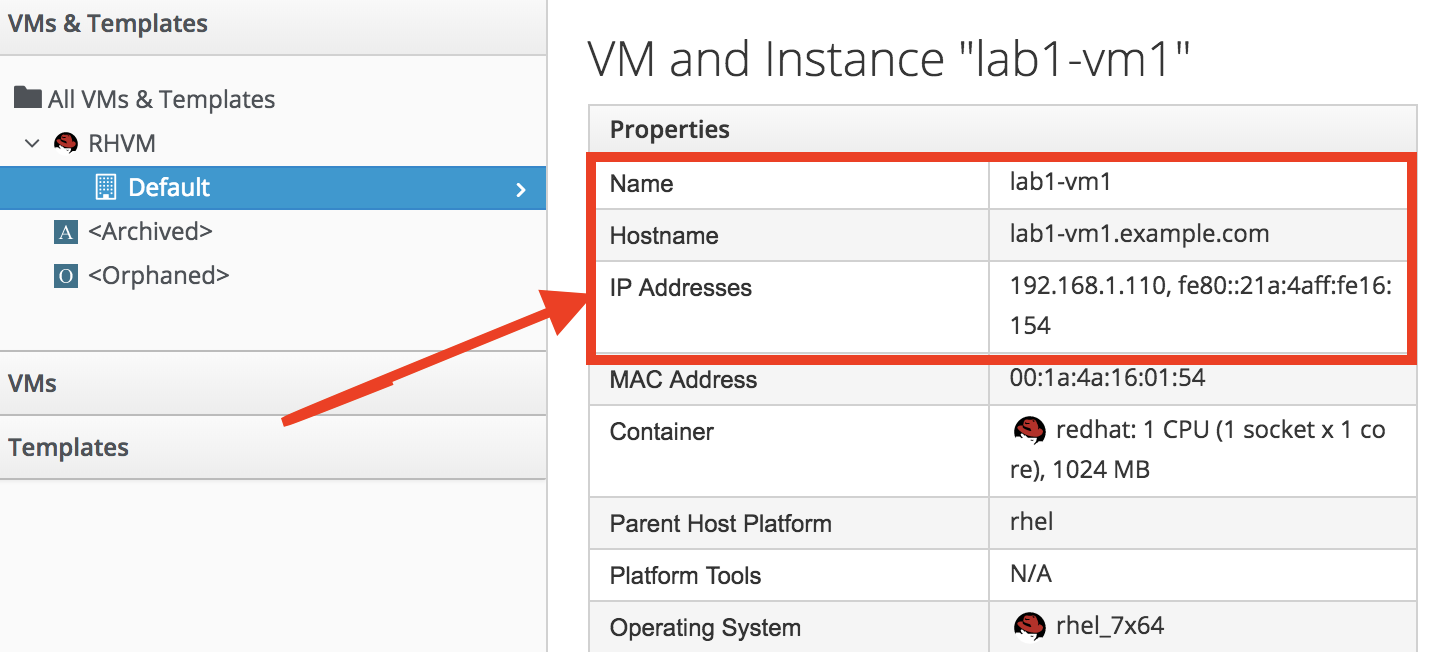 VMs & Templates
All VMs & Templates
RHVM
Default
A <Archived>
O <Orphaned>
VMs
Templates
VM and Instance "lab1-vm1"
Properties
Name lab1-vm1
Hostname lab1-vm1.example.com
IP Addresses 192.168.1.110, fe80::21a:4aff:fe16:
154
MAC Address 00:1a:4a:16:01:54
Container redhat: 1 CPU (1 socket x 1 co
re), 1024 MB
Parent Host Platform rhel
Platform Tools N/A
Operating System rhel_7x64